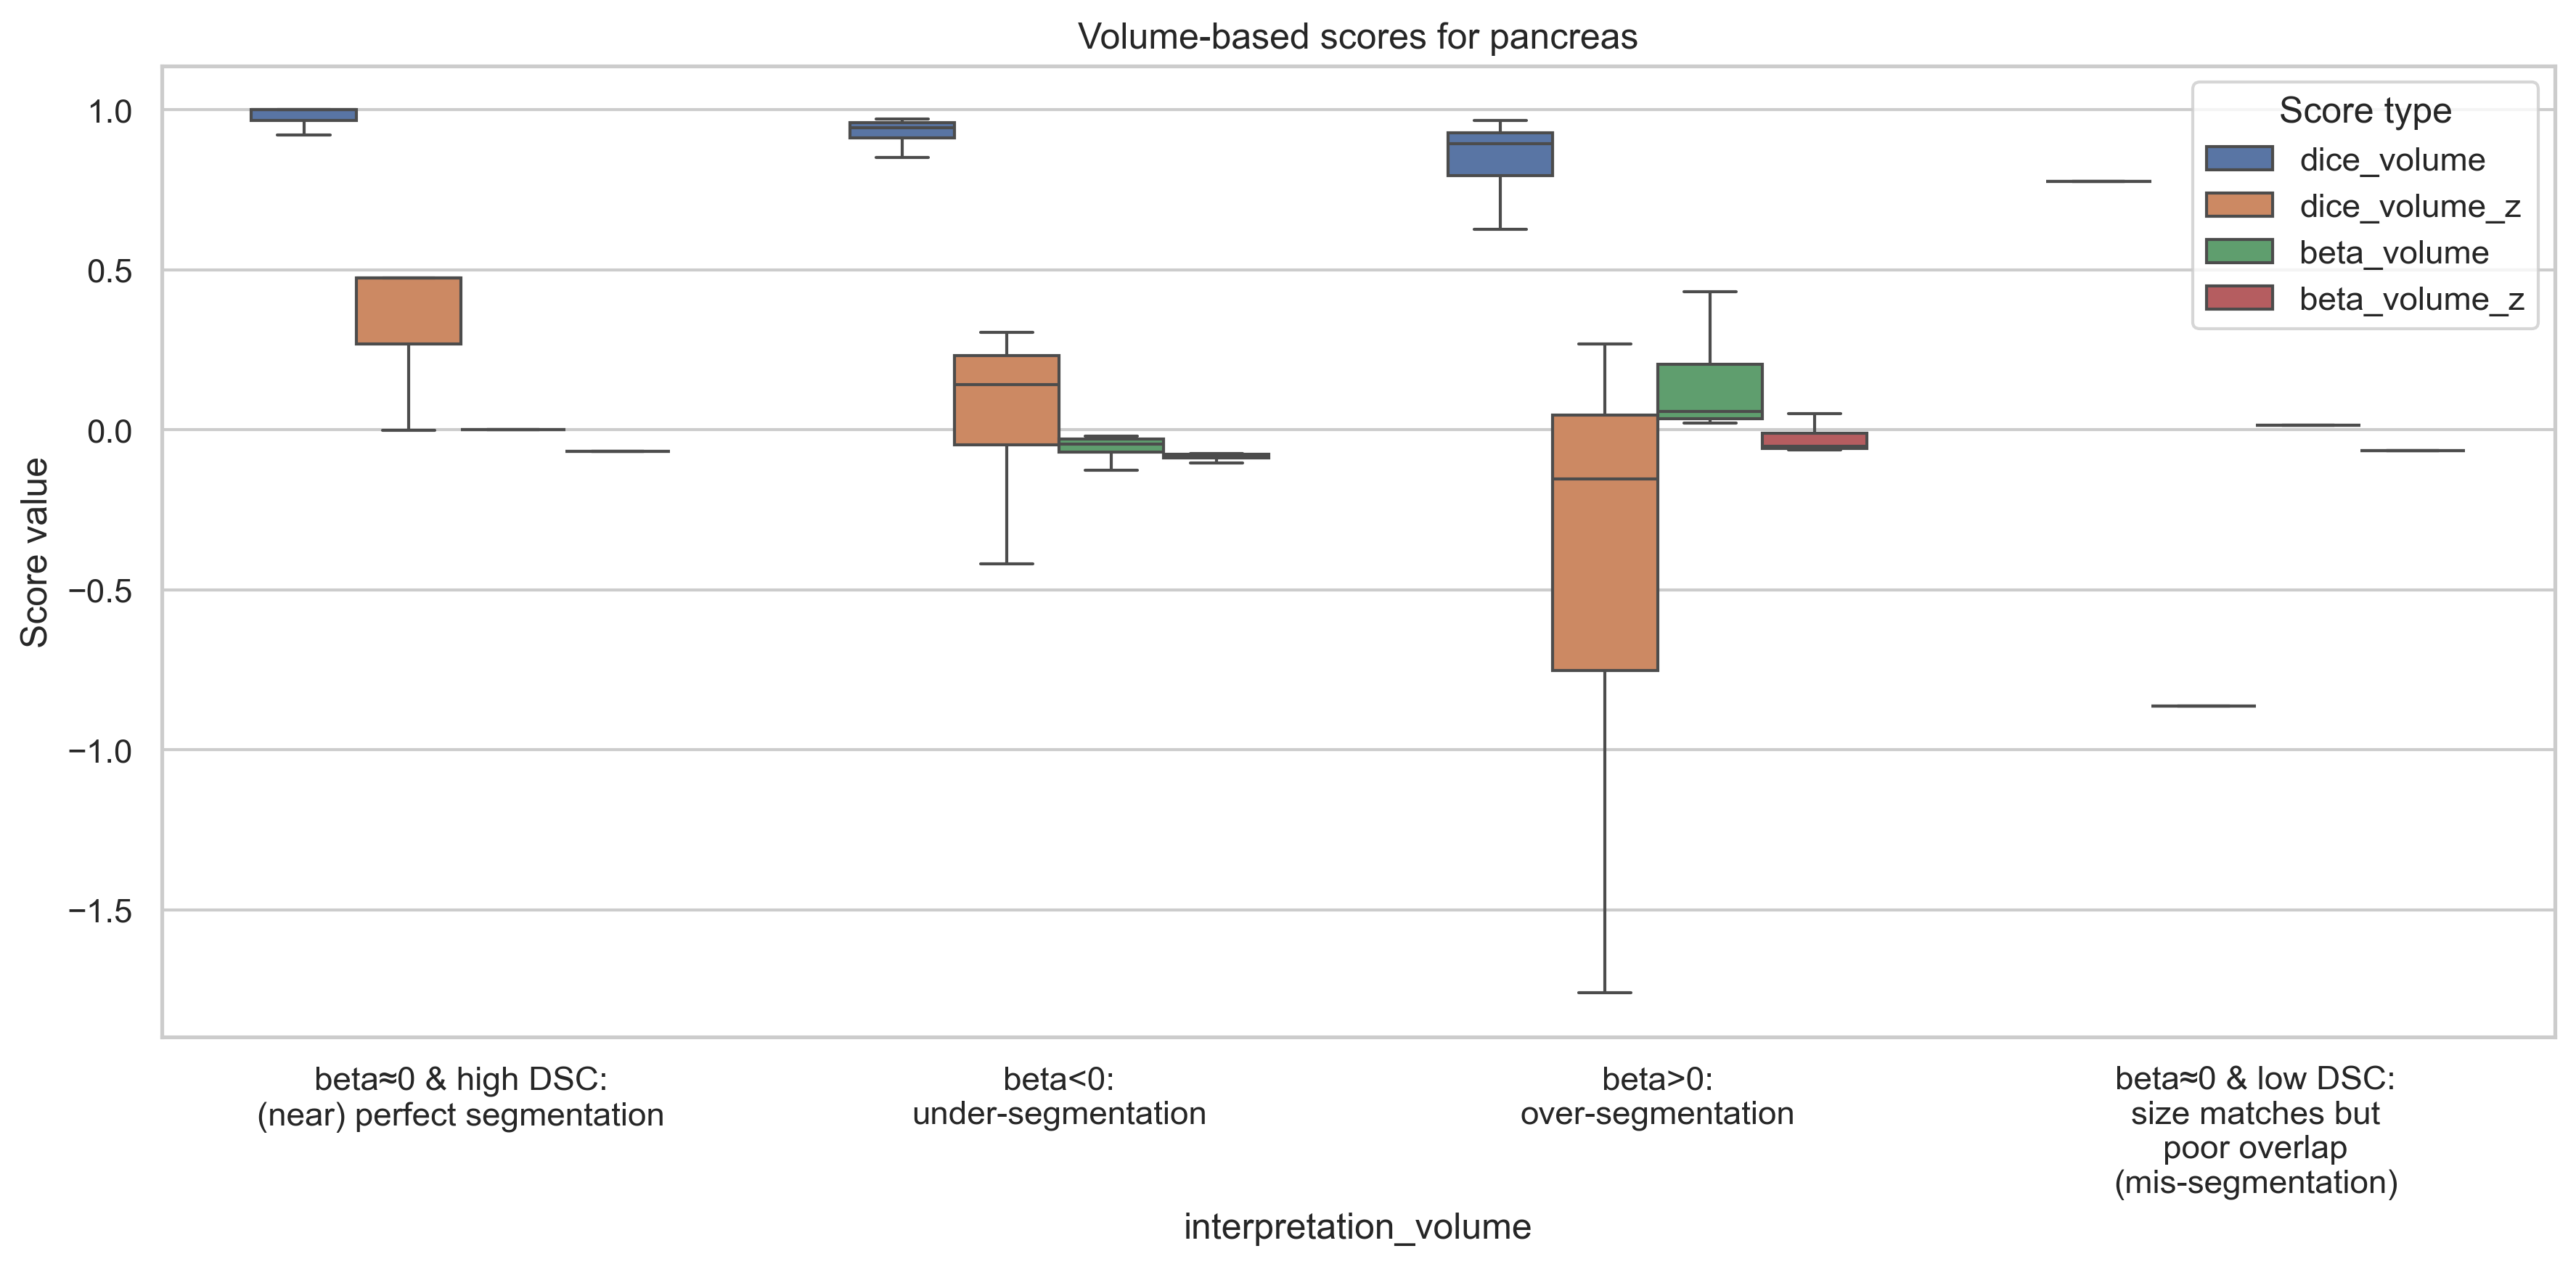 Volume-based scores for pancreas
Score type
dice_volume
dice_volume_z
beta_volume
beta_volume_z
Score value
1.0
0.5
0.0
−0.5
−1.0
−1.5
beta≈0 & high DSC:
(near) perfect segmentation
beta<0:
under-segmentation
beta>0:
over-segmentation
beta≈0 & low DSC:
size matches but
poor overlap
(mis-segmentation)
interpretation_volume